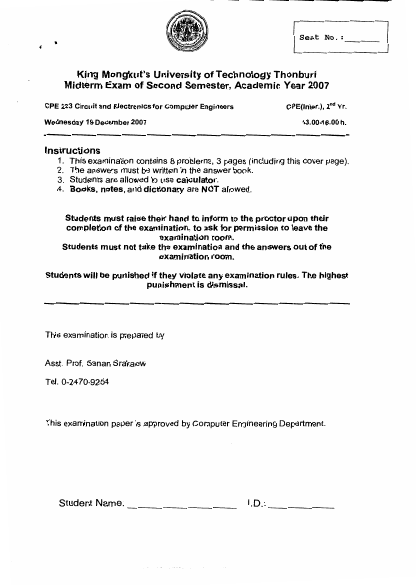 Seat No. :______
King Mongkut's University of Technology Thonburi
Midterm Exam of Second Semester, Academic Year 2007
CPE 223 Circuit and Electronics for Computer Engineers CPE(Inter.), 2nd Yr.
Wednesday 19 December 2007 13.00-16.00 h.
Instructions
1. This examination contains 8 problems, 3 pages (including this cover page).
2. The answers must be written in the answer book.
3. Students are allowed to use calculator.
4. Books, notes, and dictionary are NOT allowed.
Students must raise their hand to inform to the proctor upon their
completion of the examination, to ask for permission to leave the
examination room.
Students must not take the examination and the answers out of the
examination room.
Students will be punished if they violate any examination rules. The highest
punishment is dismissal.
This examination is prepared by
Asst. Prof. Sanan Srakaew
Tel. 0-2470-9264
This examination paper is approved by Computer Engineering Department.
Student Name: ____________ I.D.: ________